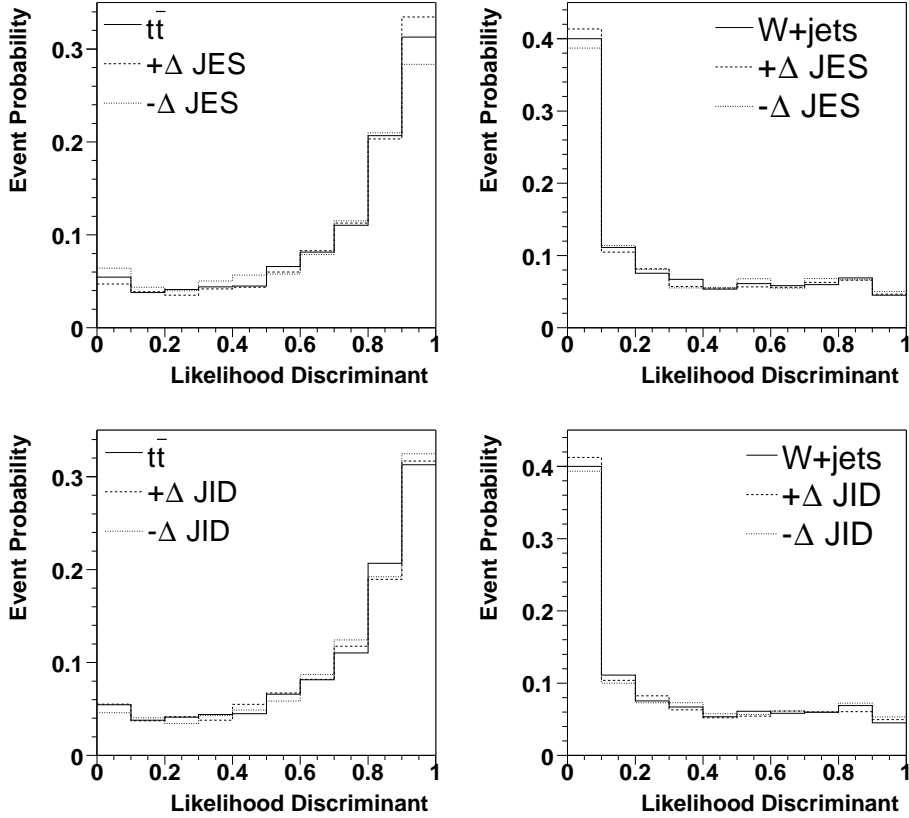 Event Probability
tt̄
+Δ JES
-Δ JES
0.3
0.2
0.1
0
0 0.2 0.4 0.6 0.8 1
Likelihood Discriminant
Event Probability
W+jets
+Δ JES
-Δ JES
0.4
0.3
0.2
0.1
0
0 0.2 0.4 0.6 0.8 1
Likelihood Discriminant
Event Probability
tt̄
+Δ JID
-Δ JID
0.3
0.2
0.1
0
0 0.2 0.4 0.6 0.8 1
Likelihood Discriminant
Event Probability
W+jets
+Δ JID
-Δ JID
0.4
0.3
0.2
0.1
0
0 0.2 0.4 0.6 0.8 1
Likelihood Discriminant